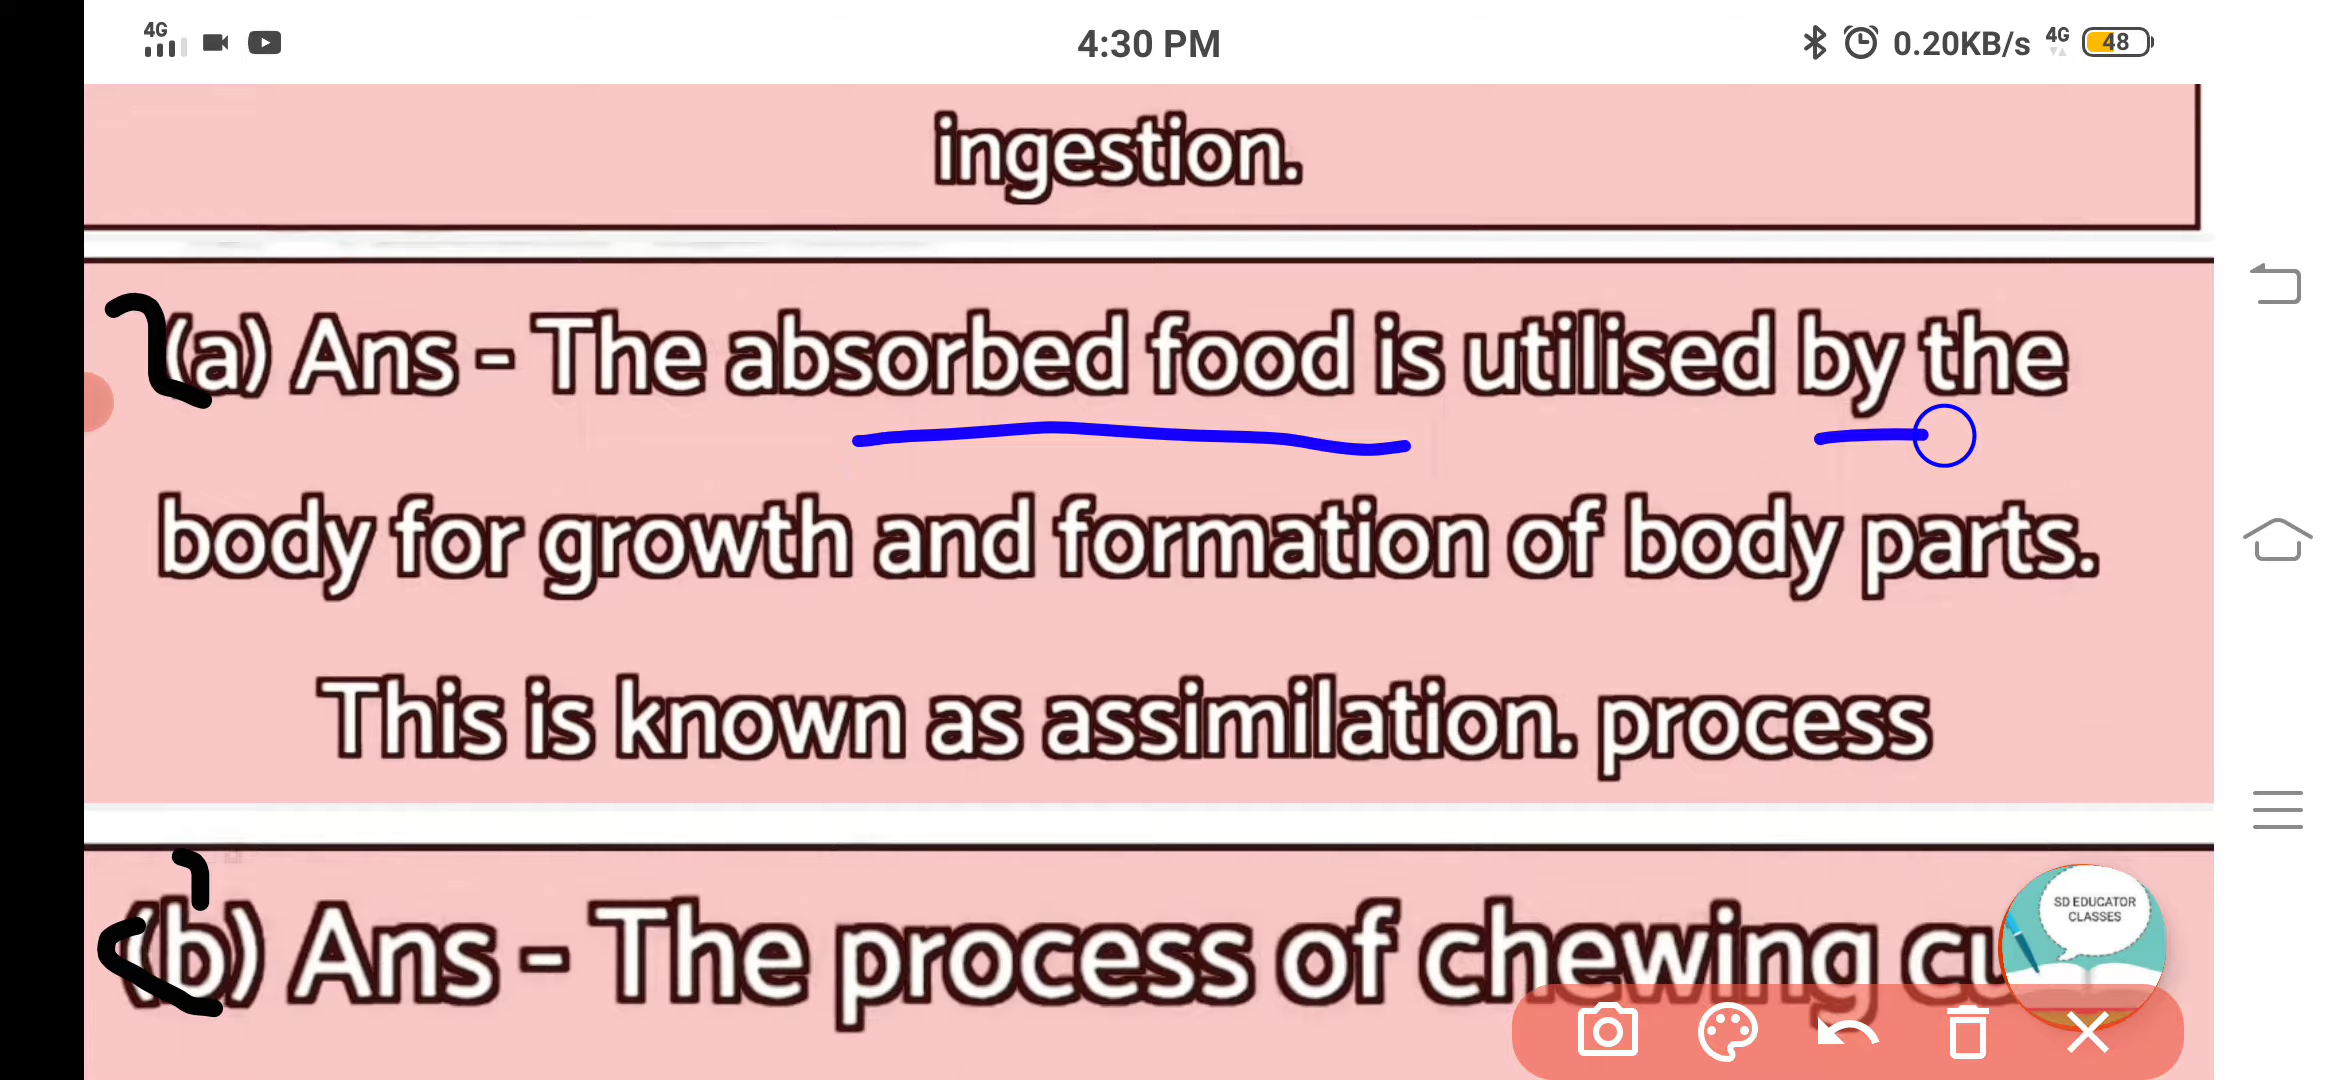 4G
4:30 PM
0.20KB/s 4G 48
ingestion.
(a) Ans - The absorbed food is utilised by the
body for growth and formation of body parts.
This is known as assimilation. process
(b) Ans - The process of chewing
SD EDUCATOR
CLASSES